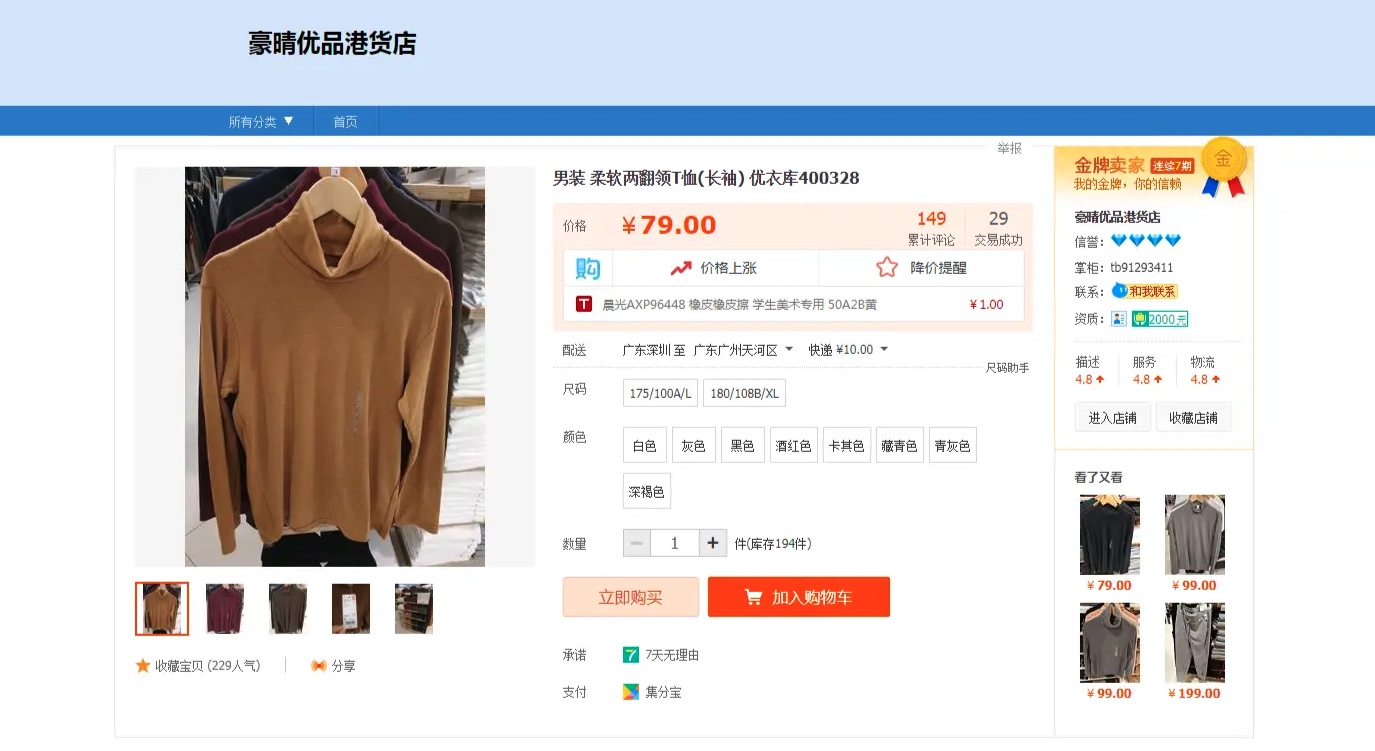 豪晴优品港货店
所有分类 ▼ 首页
举报
男装 柔软两翻领T恤(长袖) 优衣库400328
价格 ¥79.00
149 累计评论
29 交易成功
购 价格上涨 降价提醒
T 晨光AXP96448 橡皮橡皮擦 学生美术专用 50A2B黄 ¥1.00
配送 广东深圳 至 广东广州天河区 快递 ¥10.00
尺码助手
尺码 175/100A/L 180/108B/XL
颜色 白色 灰色 黑色 酒红色 卡其色 藏青色 青灰色
深褐色
数量 − 1 + 件(库存194件)
立即购买 加入购物车
承诺 7 7天无理由
支付 集分宝
收藏宝贝 (229人气) 分享
金牌卖家 连续7期 金
我的金牌，你的信赖
豪晴优品港货店
信誉：
掌柜：tb91293411
联系：和我联系
资质：2000元
描述 服务 物流
4.8 4.8 4.8
进入店铺 收藏店铺
看了又看
¥79.00 ¥99.00
¥99.00 ¥199.00